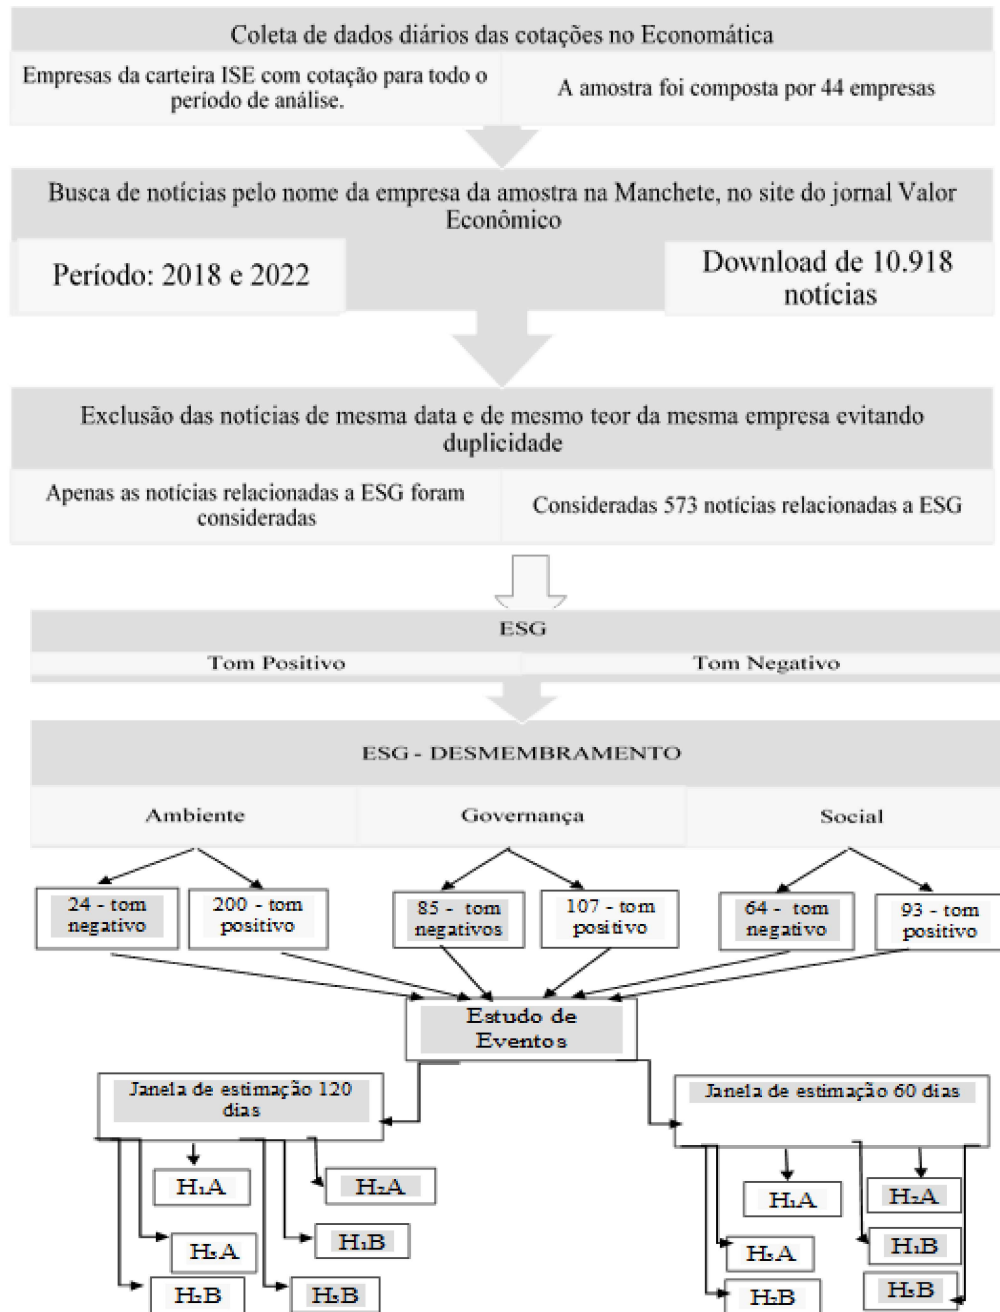 Coleta de dados diários das cotações no Economática
Empresas da carteira ISE com cotação para todo o
período de análise.
A amostra foi composta por 44 empresas
Busca de notícias pelo nome da empresa da amostra na Manchete, no site do jornal Valor
Econômico
Período: 2018 e 2022
Download de 10.918
notícias
Exclusão das notícias de mesma data e de mesmo teor da mesma empresa evitando
duplicidade
Apenas as notícias relacionadas a ESG foram
consideradas
Consideradas 573 notícias relacionadas a ESG
ESG
Tom Positivo
Tom Negativo
ESG - DESMEMBRAMENTO
Ambiente
Governança
Social
24 - tom
negativo
200 - tom
positivo
85 - tom
negativos
107 - tom
positivo
64 - tom
negativo
93 - tom
positivo
Estudo de
Eventos
Janela de estimação 120
dias
Janela de estimação 60 dias
H₁A
H₂A
H₃A
H₁B
H₂B
H₃B
H₁A
H₂A
H₃A
H₁B
H₂B
H₃B